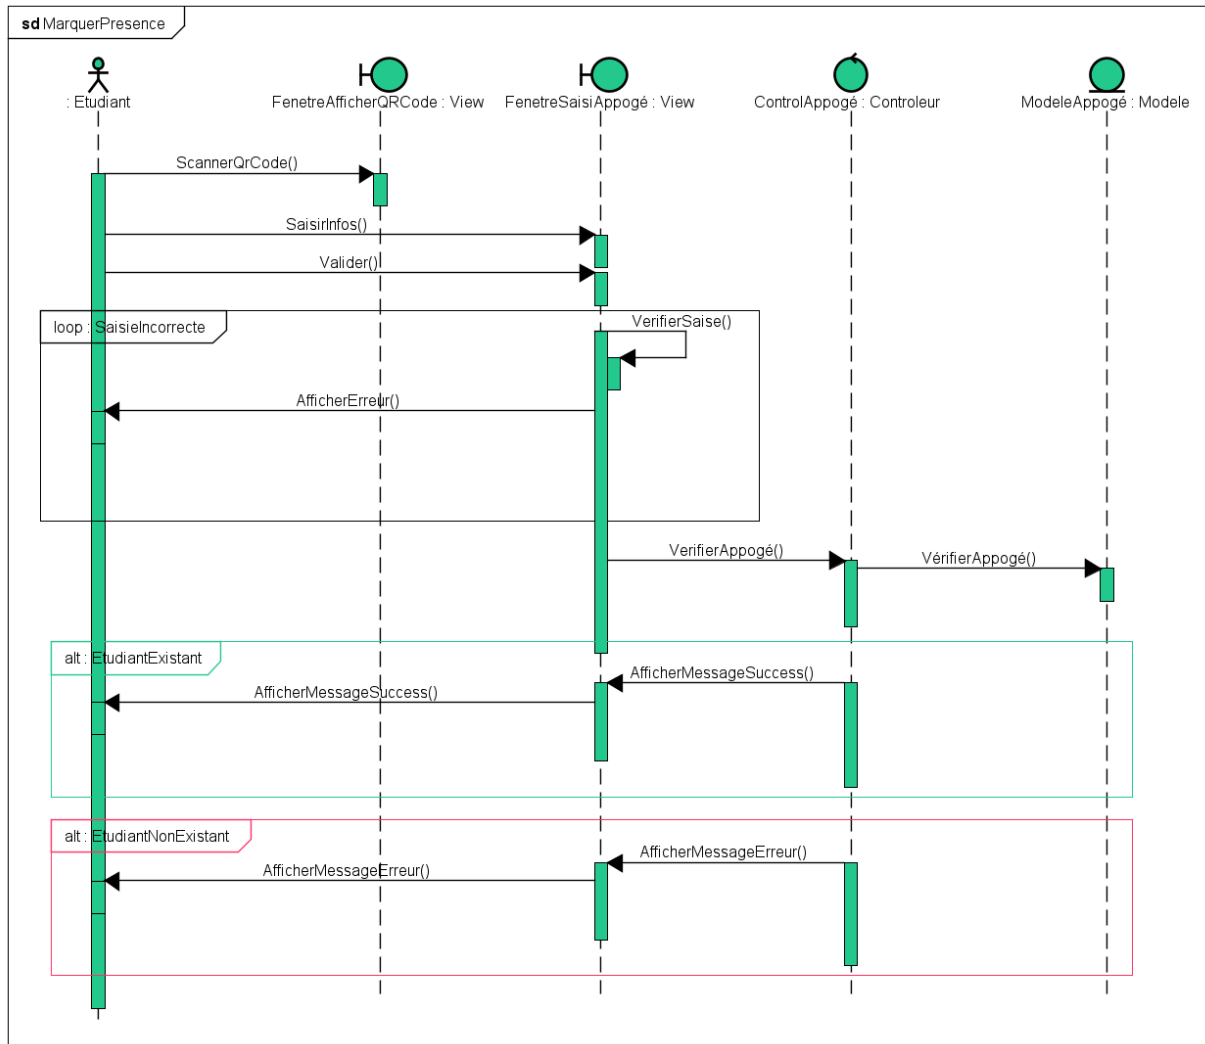 sd MarquerPresence
: Etudiant
FenetreAfficherQRCode : View
FenetreSaisiAppogé : View
ControlAppogé : Controleur
ModeleAppogé : Modele
ScannerQrCode()
SaisirInfos()
Valider()
loop : SaisieIncorrecte
VerifierSaise()
AfficherErreur()
VerifierAppogé()
VérifierAppogé()
alt : EtudiantExistant
AfficherMessageSuccess()
AfficherMessageSuccess()
alt : EtudiantNonExistant
AfficherMessageErreur()
AfficherMessageErreur()